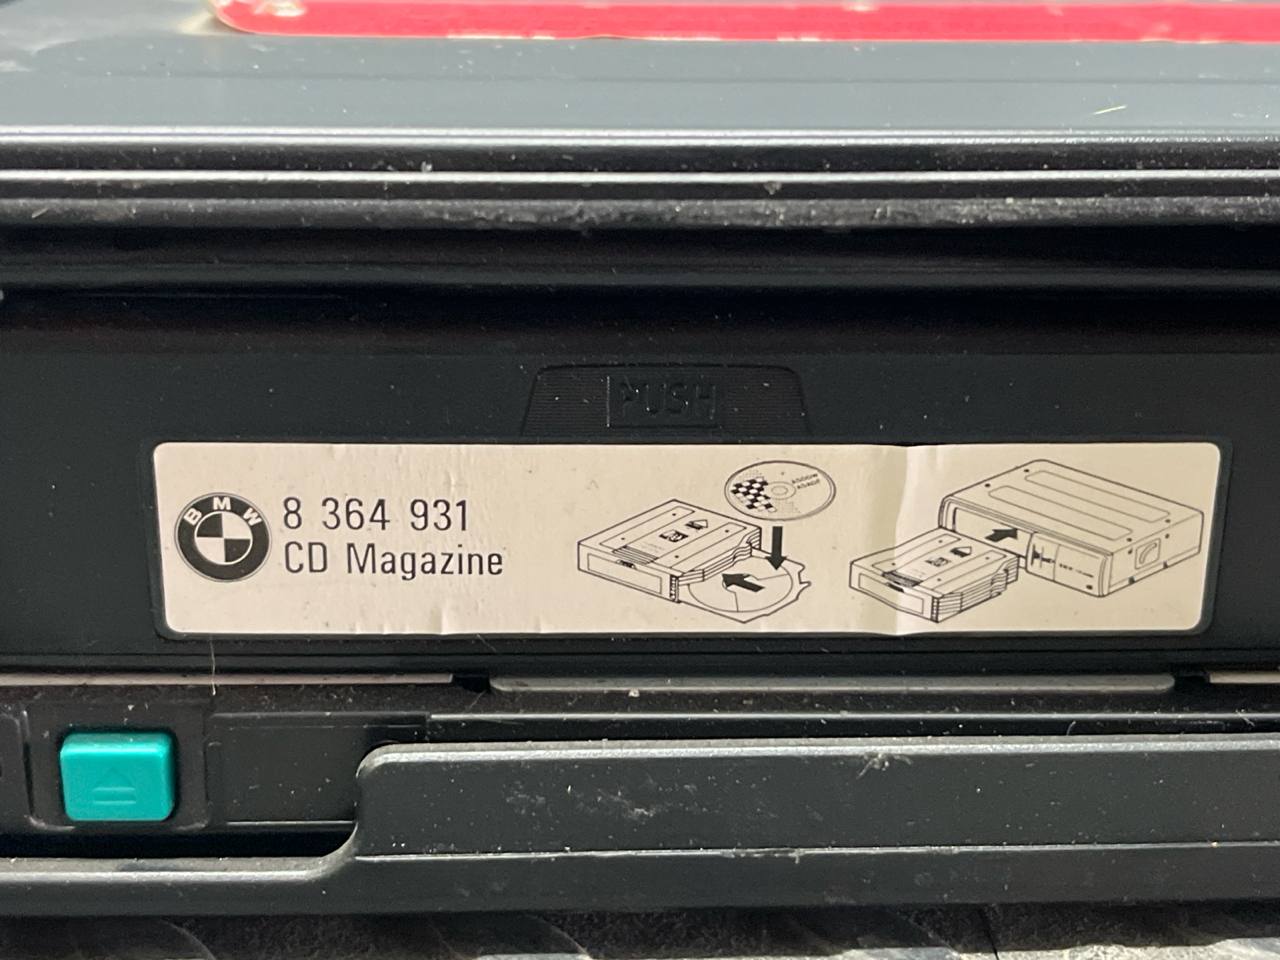 PUSH
BMW
8 364 931
CD Magazine